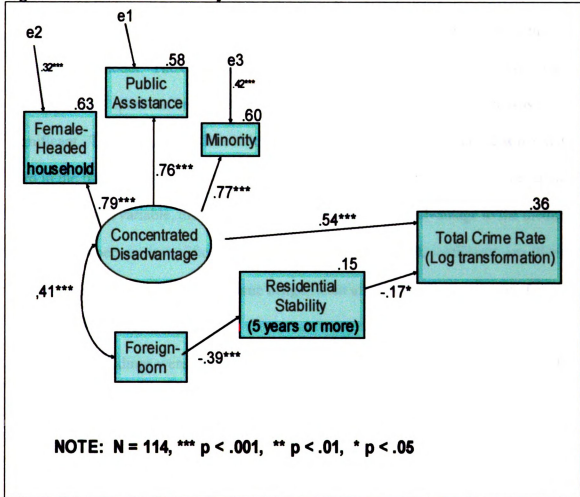 e2
e1
e3
.32***
.42***
.58
.63
.60
Public
Assistance
Female-
Headed
household
Minority
.79***
.76***
.77***
Concentrated
Disadvantage
.54***
.36
Total Crime Rate
(Log transformation)
.15
Residential
Stability
(5 years or more)
-.17*
,41***
Foreign-
born
-.39***
NOTE: N = 114, *** p < .001, ** p < .01, * p < .05